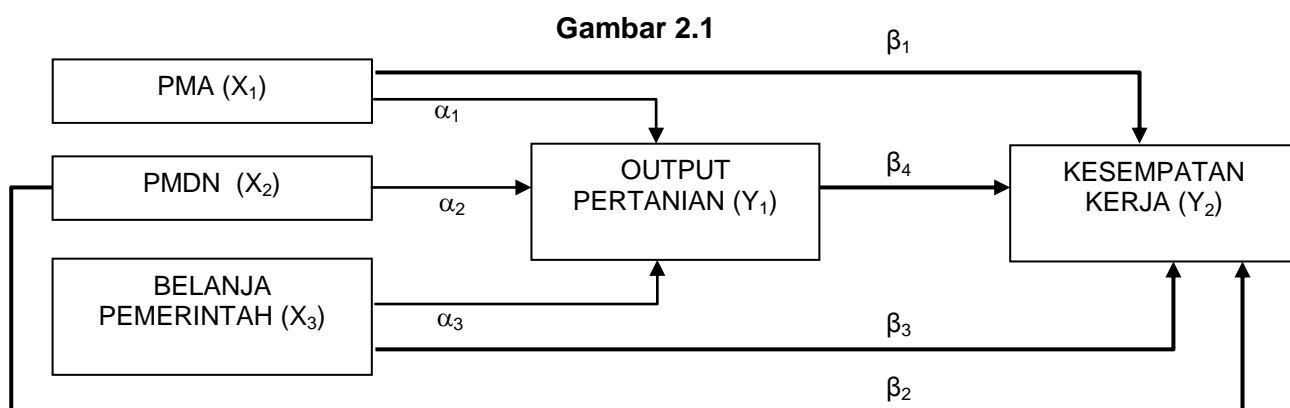 Gambar 2.1
β₁
PMA (X₁)
α₁
PMDN (X₂)
α₂
OUTPUT
PERTANIAN (Y₁)
β₄
KESEMPATAN
KERJA (Y₂)
BELANJA
PEMERINTAH (X₃)
α₃
β₃
β₂